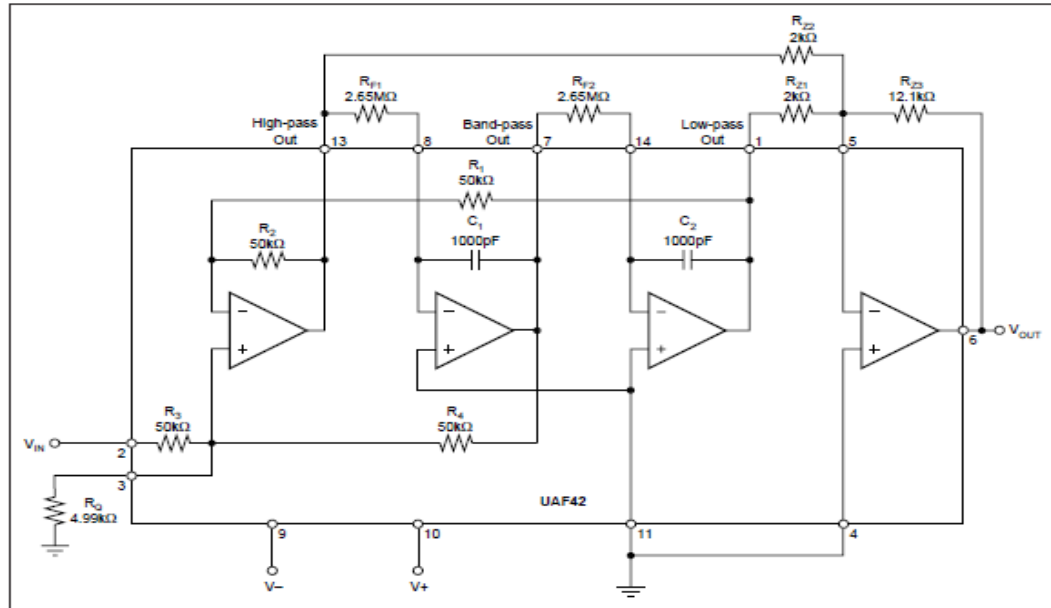 R_Z2
2kΩ
R_F1
2.65MΩ
R_F2
2.65MΩ
R_Z1
2kΩ
R_Z3
12.1kΩ
High-pass
Out
13
8
Band-pass
Out
7
14
Low-pass
Out
1
5
R_1
50kΩ
R_2
50kΩ
C_1
1000pF
C_2
1000pF
−
+
−
+
−
+
−
+
6
V_OUT
R_3
50kΩ
R_4
50kΩ
V_IN
2
3
R_Q
4.99kΩ
UAF42
9
10
11
4
V–
V+